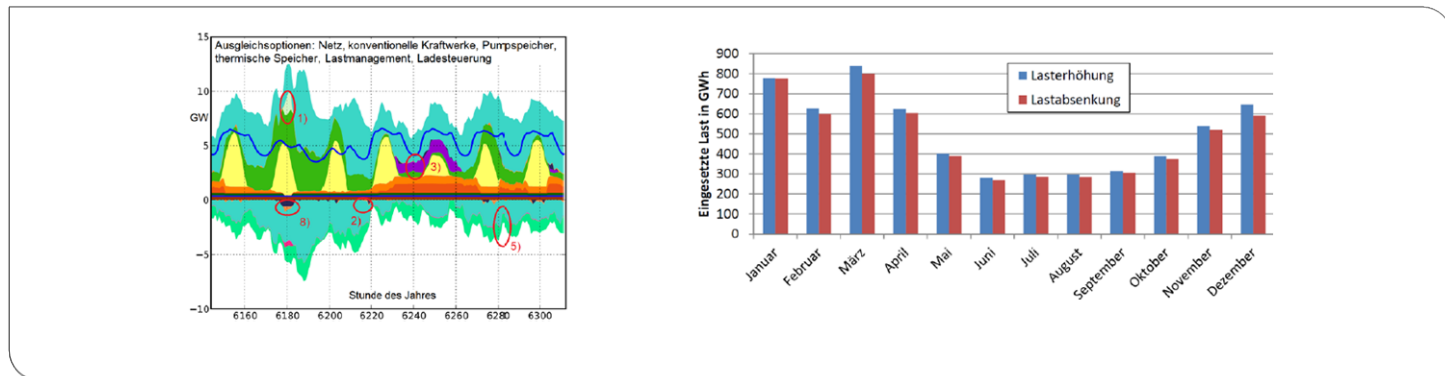 15
Ausgleichsoptionen: Netz, konventionelle Kraftwerke, Pumpspeicher,
thermische Speicher, Lastmanagement, Ladesteuerung
10
GW
1)
5
3)
0
8)
2)
5)
−5
Stunde des Jahres
−10
6160 6180 6200 6220 6240 6260 6280 6300
900
800
700
600
500
400
300
200
100
0
Eingesetzte Last in GWh
Lasterhöhung
Lastabsenkung
Januar
Februar
März
April
Mai
Juni
Juli
August
September
Oktober
November
Dezember